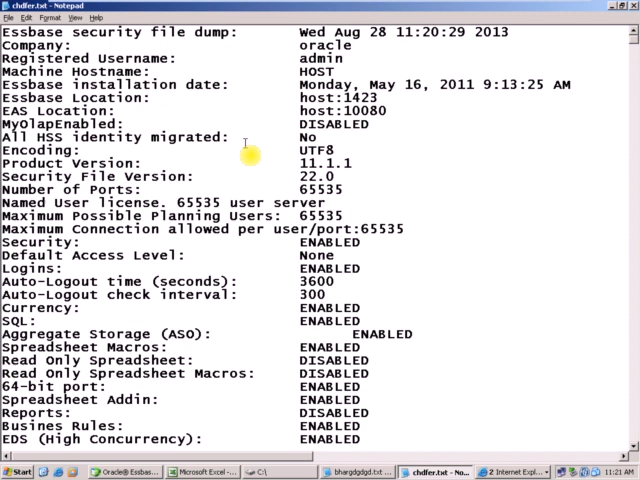 chdfer.txt - Notepad
File Edit Format View Help
Essbase security file dump: Wed Aug 28 11:20:29 2013
Company: oracle
Registered Username: admin
Machine Hostname: HOST
Essbase installation date: Monday, May 16, 2011 9:13:25 AM
Essbase Location: host:1423
EAS Location: host:10080
MyOlapEnabled: DISABLED
All HSS identity migrated: No
Encoding: UTF8
Product Version: 11.1.1
Security File Version: 22.0
Number of Ports: 65535
Named User license. 65535 user server
Maximum Possible Planning Users: 65535
Maximum Connection allowed per user/port:65535
Security: ENABLED
Default Access Level: None
Logins: ENABLED
Auto-Logout time (seconds): 3600
Auto-Logout check interval: 300
Currency: ENABLED
SQL: ENABLED
Aggregate Storage (ASO): ENABLED
Spreadsheet Macros: ENABLED
Read Only Spreadsheet: DISABLED
Read Only Spreadsheet Macros: DISABLED
64-bit port: ENABLED
Spreadsheet Addin: ENABLED
Reports: DISABLED
Busines Rules: ENABLED
EDS (High Concurrency): ENABLED
Start Oracle® Essbas... Microsoft Excel -... C:\ bhargdgdgd.txt ... chdfer.txt - No... 2 Internet Expl... 11:21 AM